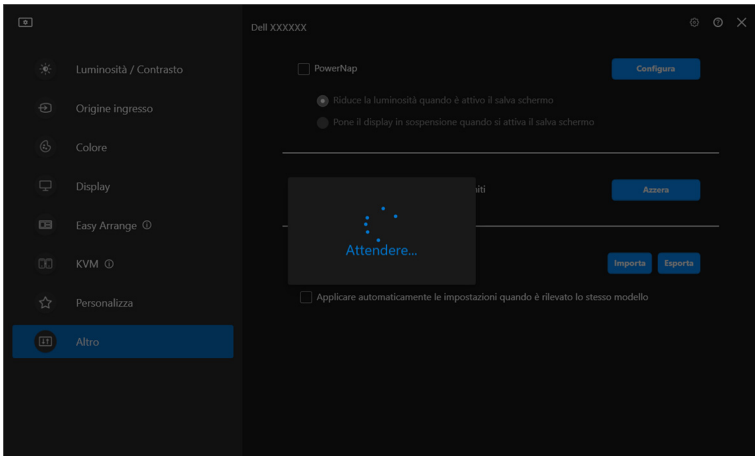 Dell XXXXXX
Luminosità / Contrasto
Origine ingresso
Colore
Display
Easy Arrange
KVM
Personalizza
Altro
PowerNap
Configura
Riduce la luminosità quando è attivo il salva schermo
Pone il display in sospensione quando si attiva il salva schermo
Azzera
Attendere...
Importa
Esporta
Applicare automaticamente le impostazioni quando è rilevato lo stesso modello